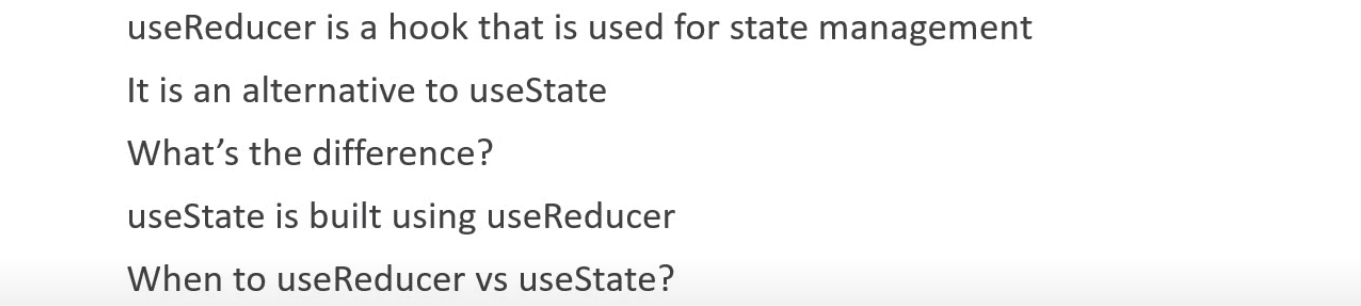 useReducer is a hook that is used for state management
It is an alternative to useState
What’s the difference?
useState is built using useReducer
When to useReducer vs useState?